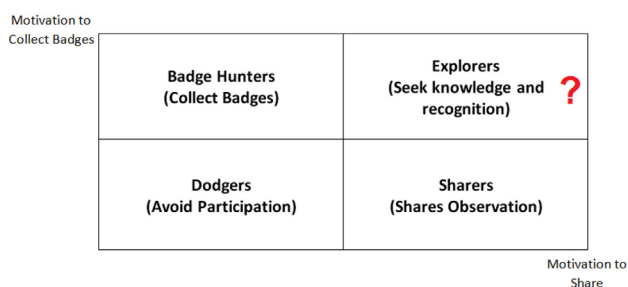 Motivation to
Collect Badges
Badge Hunters
(Collect Badges)
Explorers
(Seek knowledge and
recognition)
?
Dodgers
(Avoid Participation)
Sharers
(Shares Observation)
Motivation to
Share